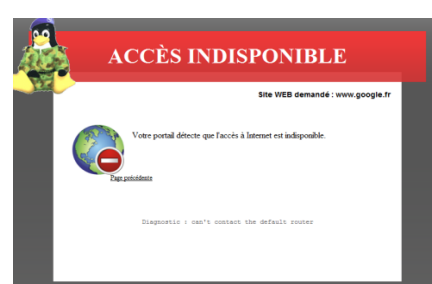 ACCÈS INDISPONIBLE
Site WEB demandé : www.google.fr
Votre portail détecte que l'accès à Internet est indisponible.
Page précédente
Diagnostic : can't contact the default router